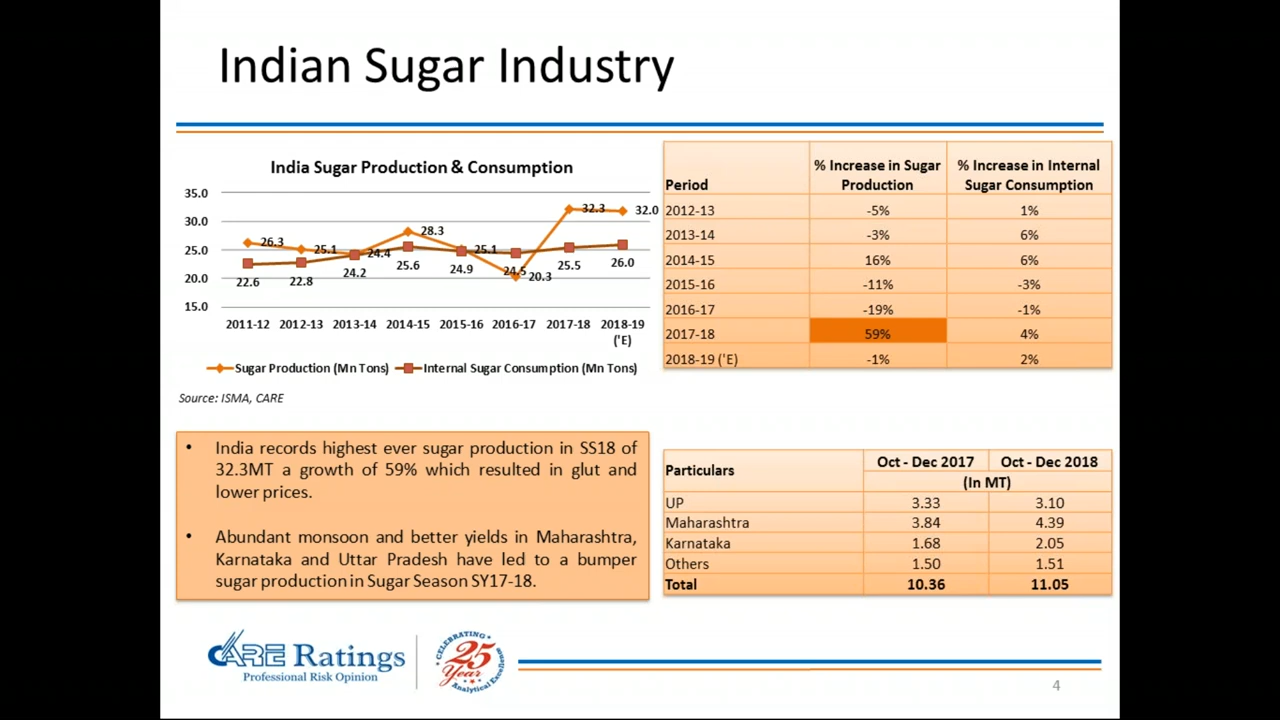 Indian Sugar Industry
India Sugar Production & Consumption
35.0
30.0
25.0
20.0
15.0
26.3 25.1 24.4 28.3 25.1 20.3 32.3 32.0
22.6 22.8 24.2 25.6 24.9 24.5 25.5 26.0
2011-12 2012-13 2013-14 2014-15 2015-16 2016-17 2017-18 2018-19
('E)
Sugar Production (Mn Tons) Internal Sugar Consumption (Mn Tons)
Source: ISMA, CARE
Period % Increase in Sugar Production % Increase in Internal Sugar Consumption
2012-13 -5% 1%
2013-14 -3% 6%
2014-15 16% 6%
2015-16 -11% -3%
2016-17 -19% -1%
2017-18 59% 4%
2018-19 ('E) -1% 2%
• India records highest ever sugar production in SS18 of
32.3MT a growth of 59% which resulted in glut and
lower prices.
• Abundant monsoon and better yields in Maharashtra,
Karnataka and Uttar Pradesh have led to a bumper
sugar production in Sugar Season SY17-18.
Particulars Oct - Dec 2017 Oct - Dec 2018
(In MT)
UP 3.33 3.10
Maharashtra 3.84 4.39
Karnataka 1.68 2.05
Others 1.50 1.51
Total 10.36 11.05
CARE Ratings
Professional Risk Opinion
CELEBRATING
25
Year
Analytical Excellence
4